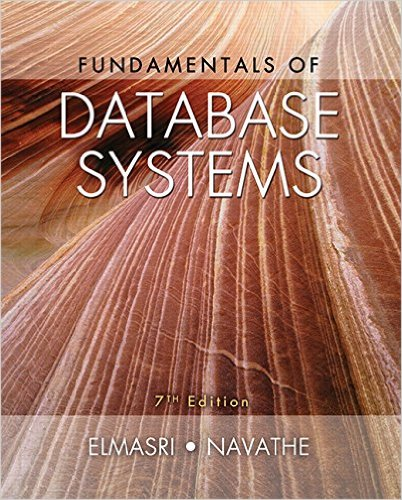 FUNDAMENTALS OF
DATABASE
SYSTEMS
7TH Edition
ELMASRI • NAVATHE